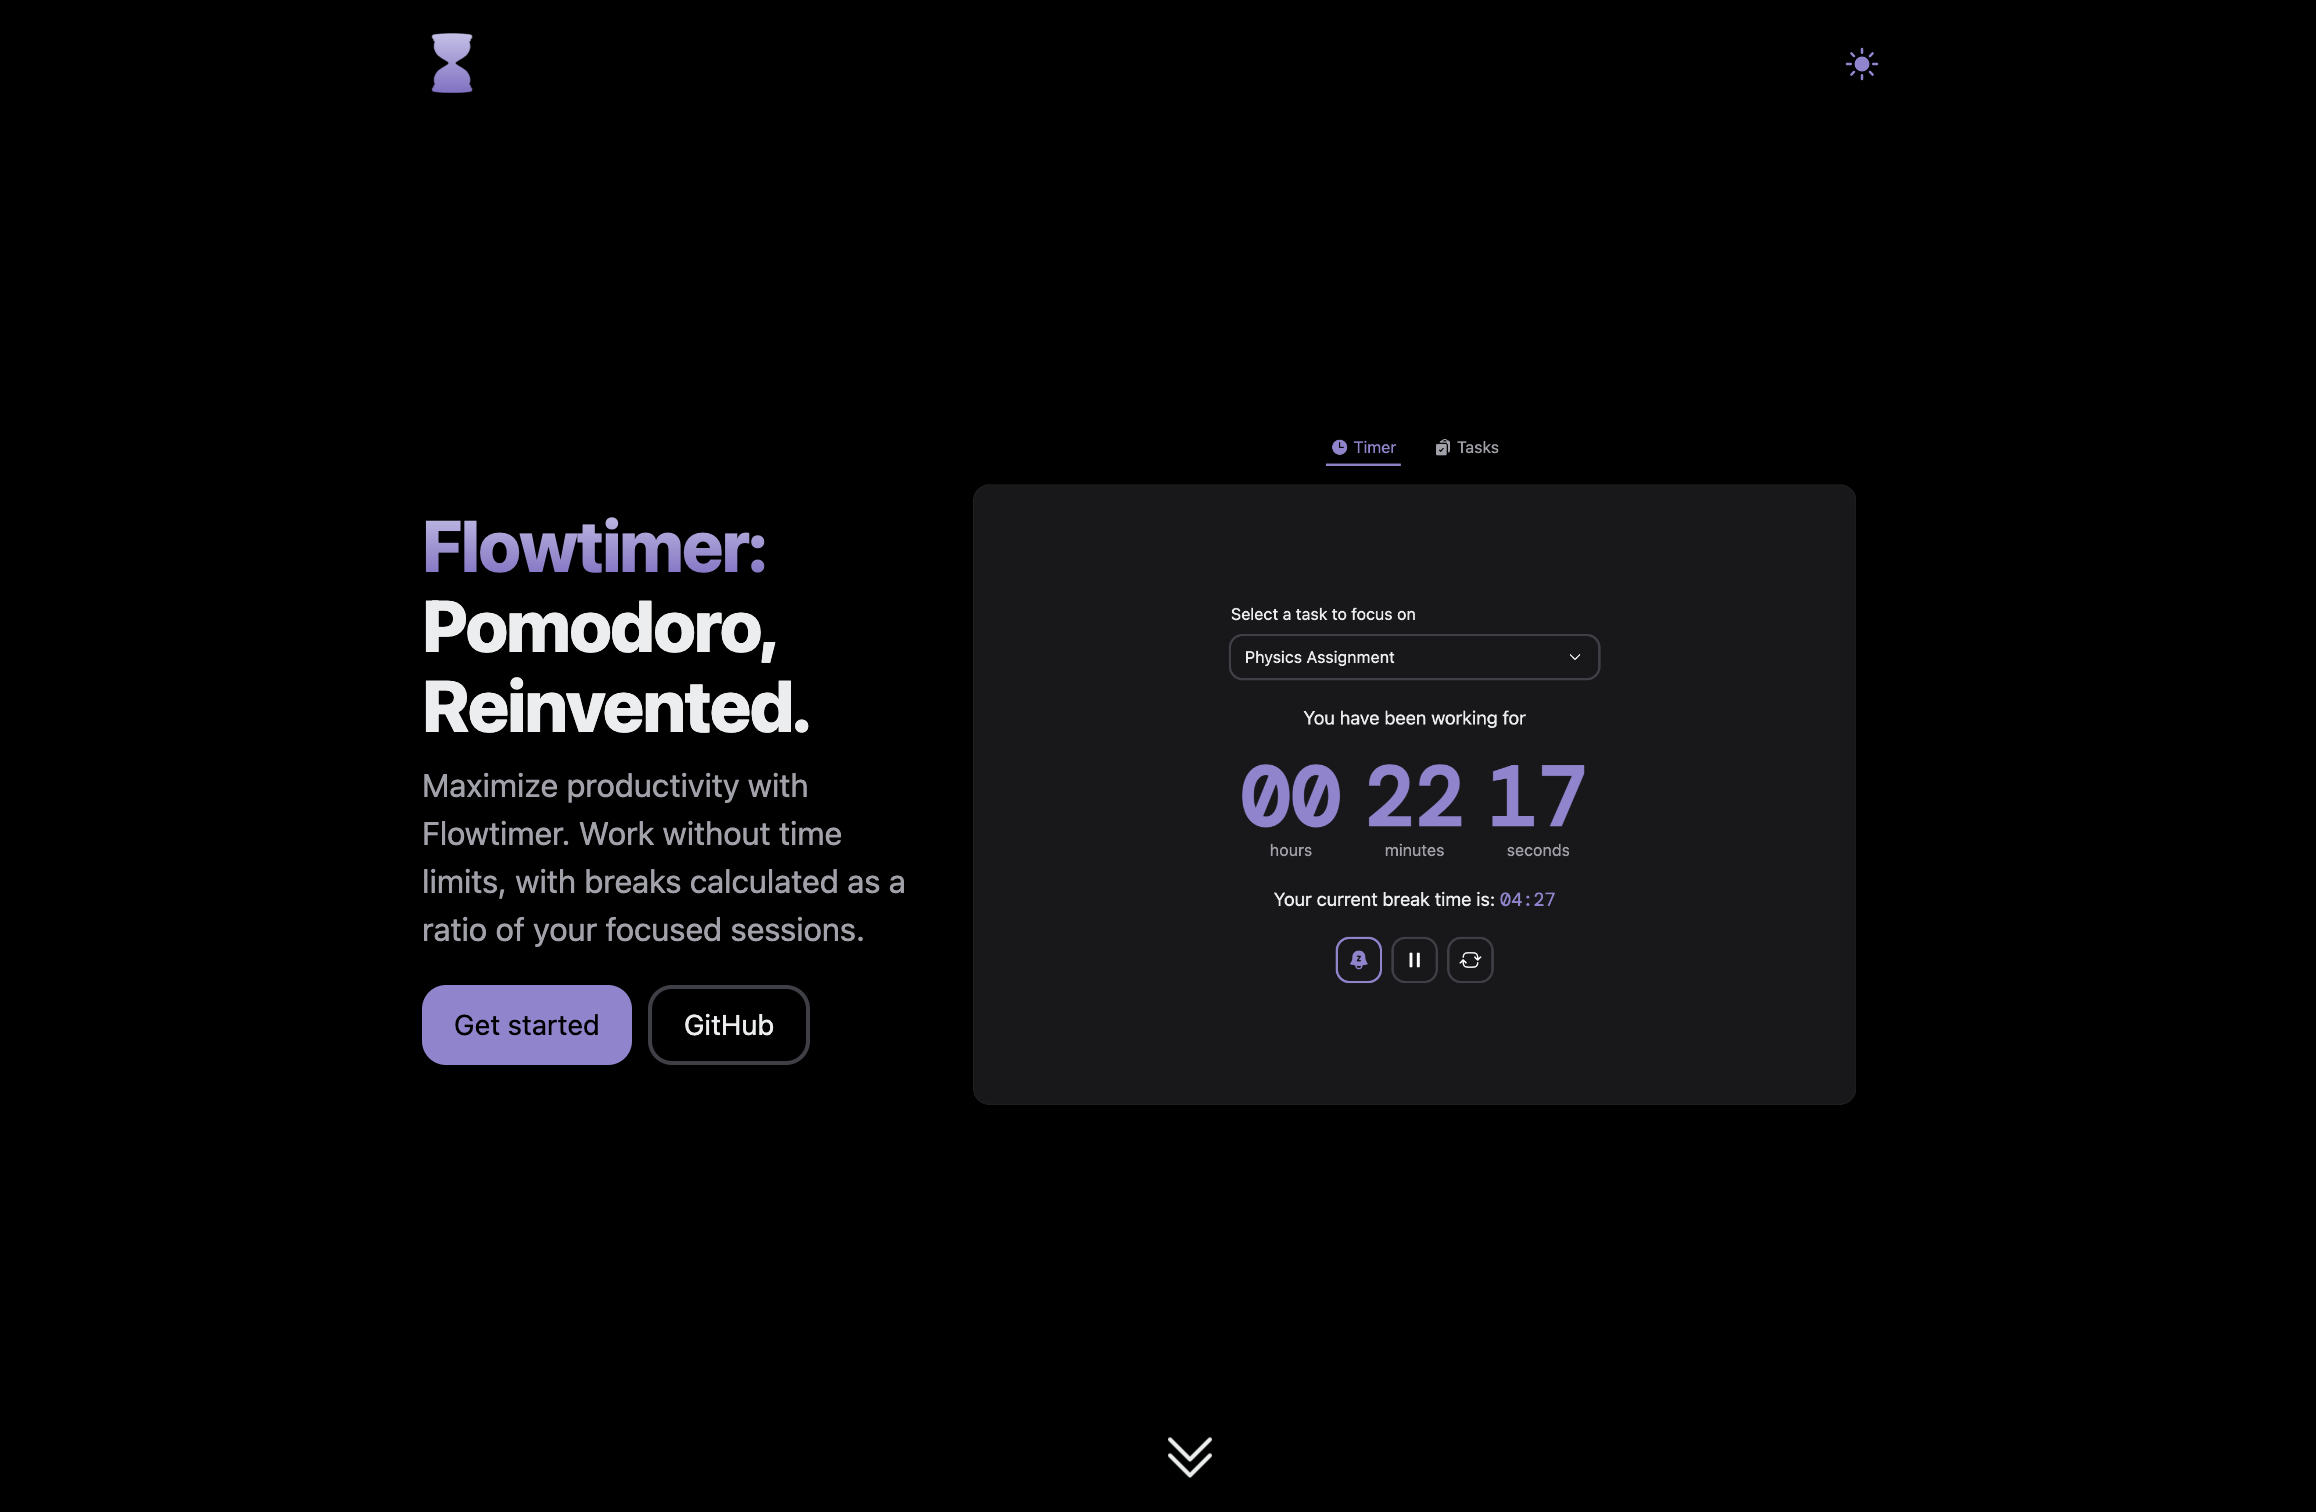 Flowtimer:
Pomodoro,
Reinvented.
Maximize productivity with
Flowtimer. Work without time
limits, with breaks calculated as a
ratio of your focused sessions.
Get started
GitHub
Timer
Tasks
Select a task to focus on
Physics Assignment
You have been working for
00 22 17
hours minutes seconds
Your current break time is: 04:27